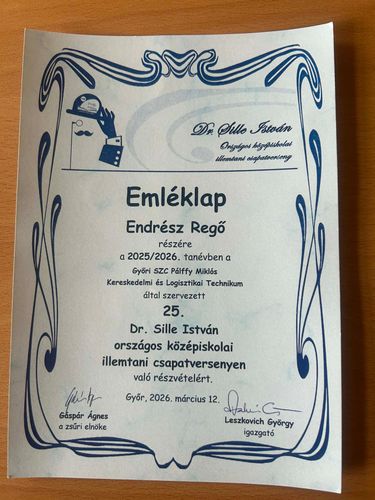 Dr. Sille István
Országos középiskolai
illemtani csapatverseny
Emléklap
Endrész Regő
részére
a 2025/2026. tanévben a
Győri SZC Pálffy Miklós
Kereskedelmi és Logisztikai Technikum
által szervezett
25.
Dr. Sille István
országos középiskolai
illemtani csapatversenyen
való részvételért.
Győr, 2026. március 12.
Gáspár Ágnes
a zsűri elnöke
Leszkovich György
igazgató